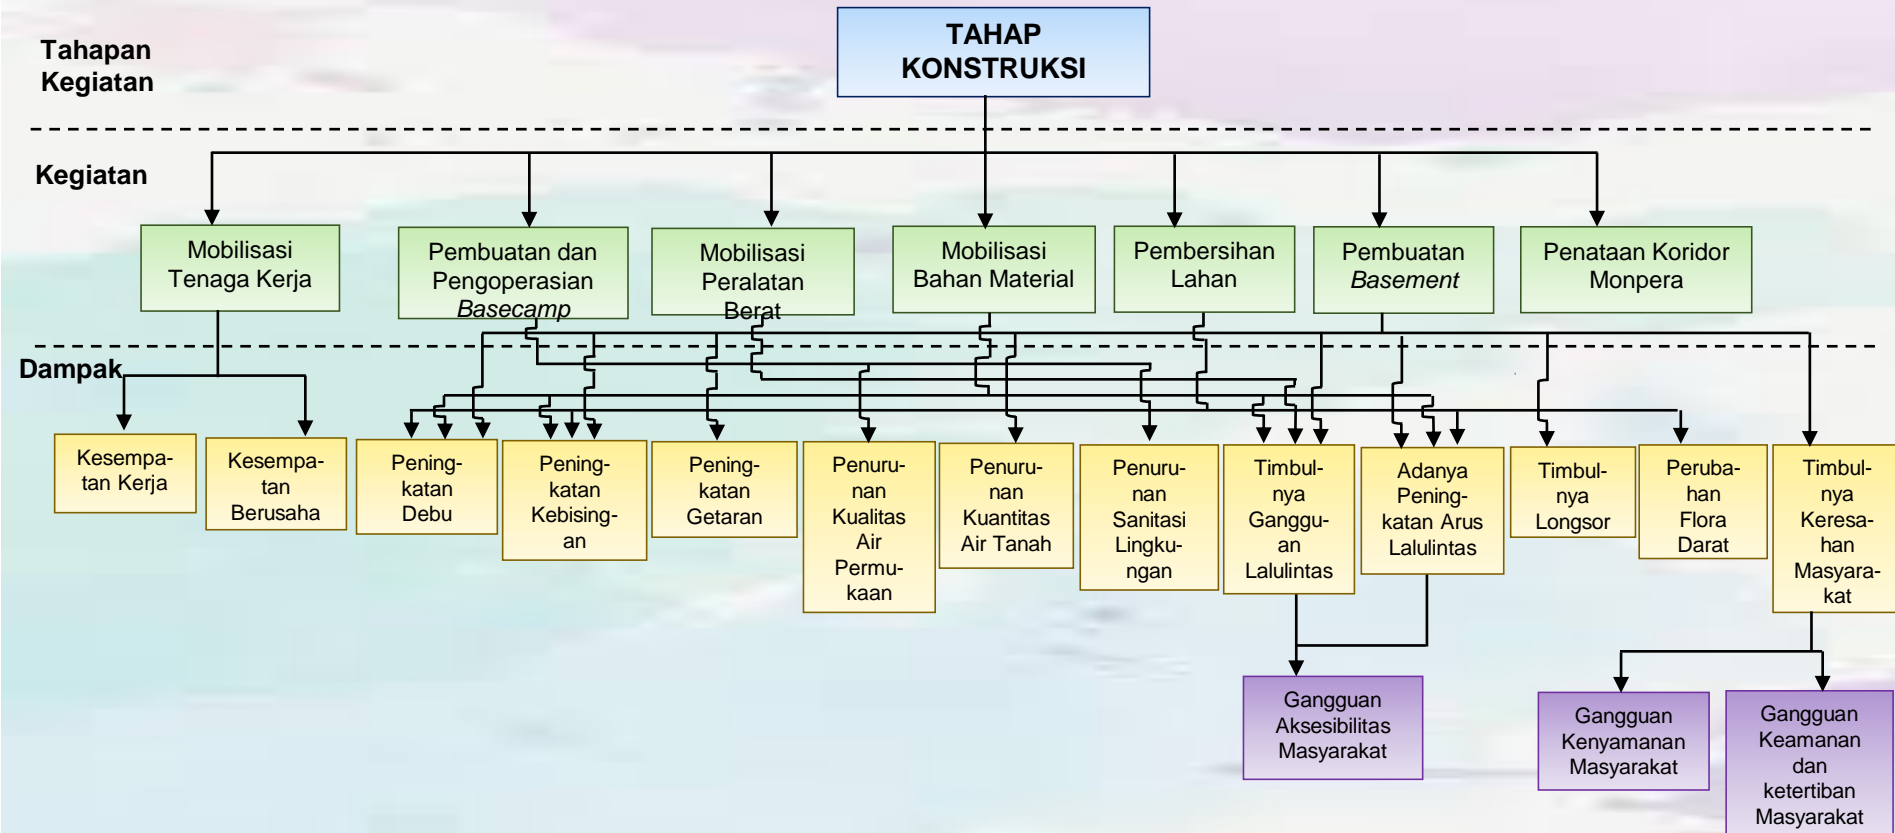 Tahapan
Kegiatan
TAHAP
KONSTRUKSI
Kegiatan
Mobilisasi
Tenaga Kerja
Pembuatan dan
Pengoperasian
Basecamp
Mobilisasi
Peralatan
Berat
Mobilisasi
Bahan Material
Pembersihan
Lahan
Pembuatan
Basement
Penataan Koridor
Monpera
Dampak
Kesempa-
tan Kerja
Kesempa-
tan
Berusaha
Pening-
katan
Debu
Pening-
katan
Kebising-
an
Pening-
katan
Getaran
Penuru-
nan
Kualitas
Air
Permu-
kaan
Penuru-
nan
Kuantitas
Air Tanah
Penuru-
nan
Sanitasi
Lingku-
ngan
Timbul-
nya
Ganggu-
an
Lalulintas
Adanya
Pening-
katan Arus
Lalulintas
Timbul-
nya
Longsor
Peruba-
han
Flora
Darat
Timbul-
nya
Keresa-
han
Masyara-
kat
Gangguan
Aksesibilitas
Masyarakat
Gangguan
Kenyamanan
Masyarakat
Gangguan
Keamanan
dan
ketertiban
Masyarakat